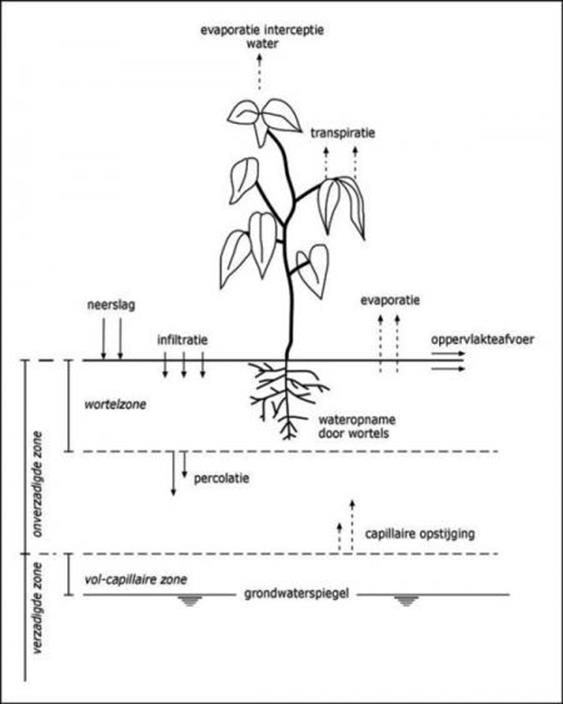 evaporatie interceptie
water
transpiratie
neerslag
evaporatie
infiltratie
oppervlakteafvoer
wortelzone
wateropname
door wortels
onverzadigde zone
percolatie
capillaire opstijging
vol-capillaire zone
grondwaterspiegel
verzadigde zone